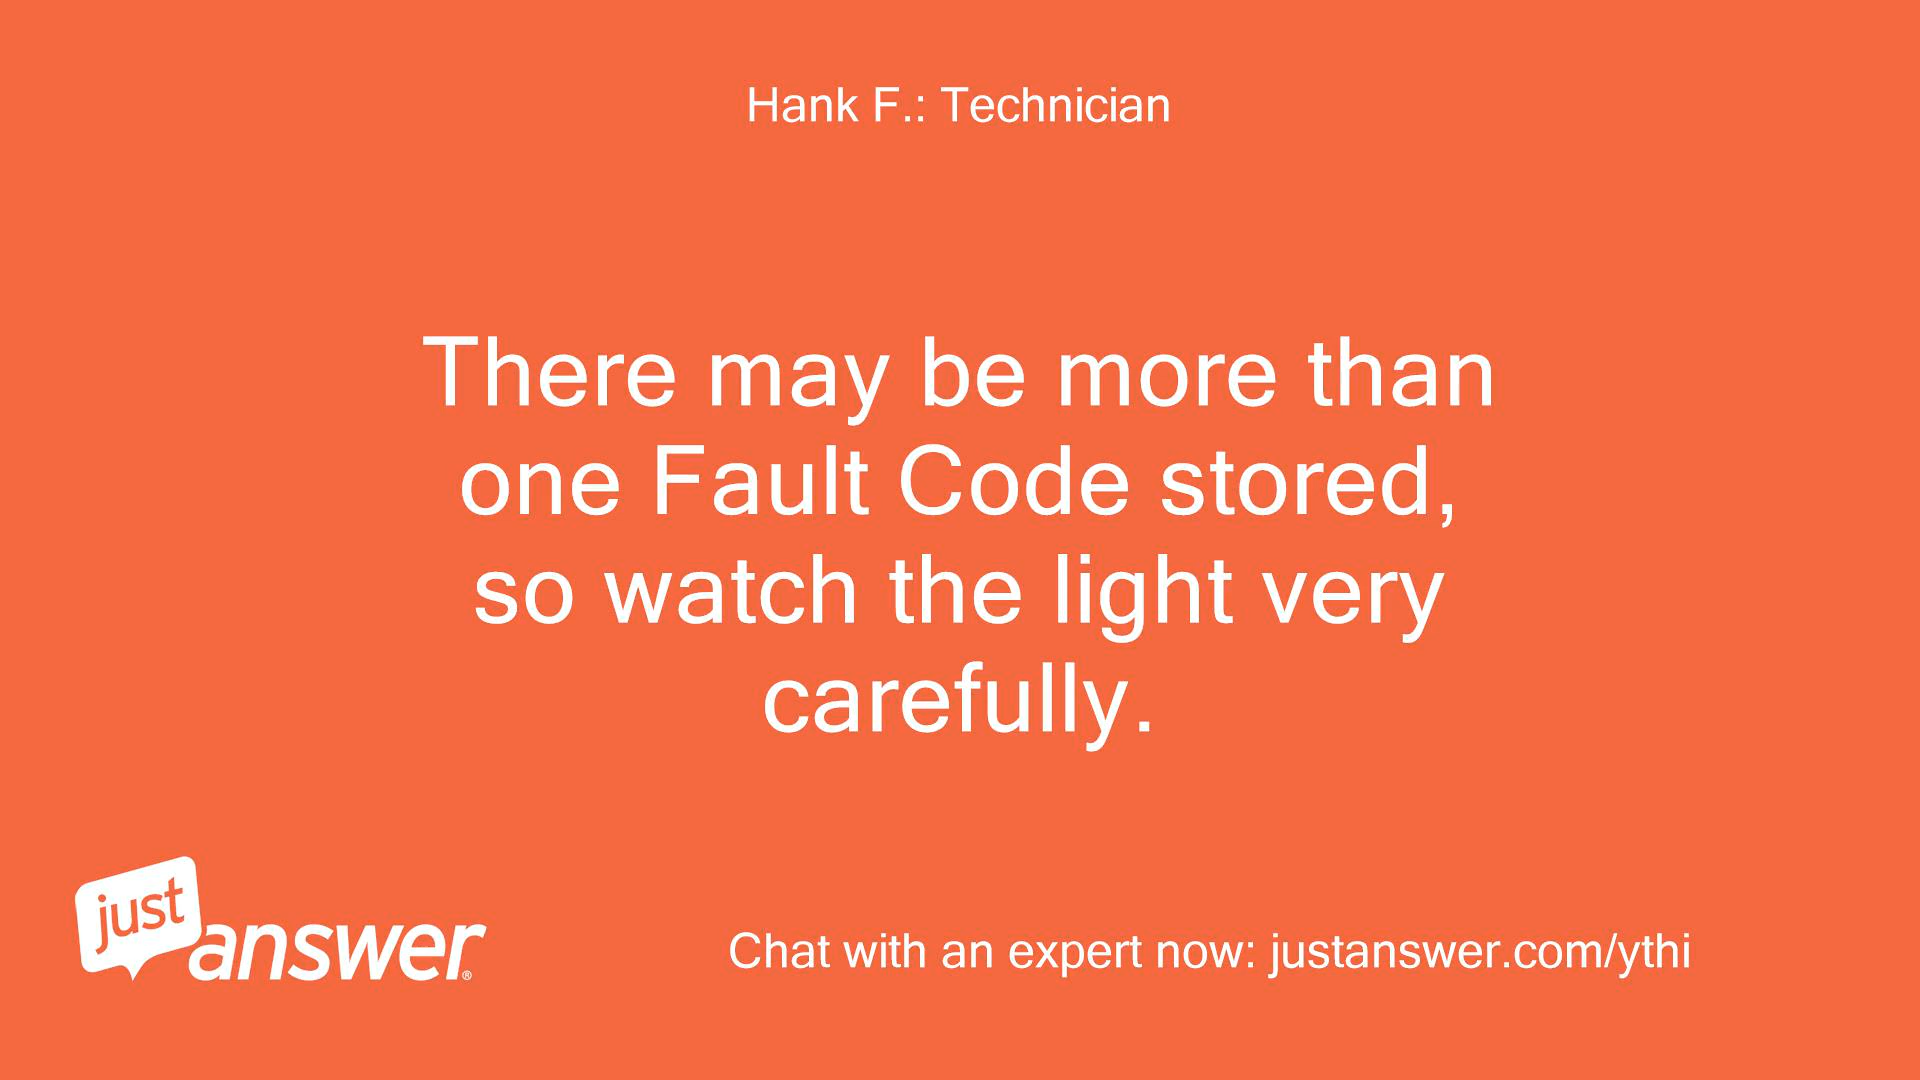 Hank F.: Technician
There may be more than
one Fault Code stored,
so watch the light very
carefully.
just
answer®
Chat with an expert now: justanswer.com/ythi